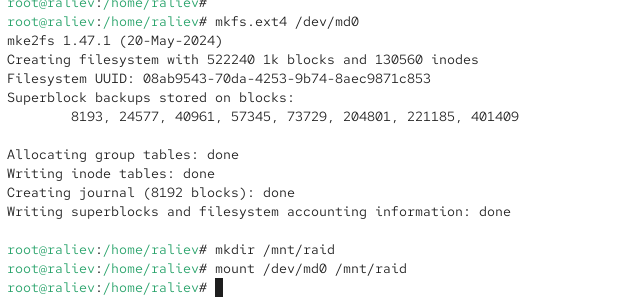 root@raliev:/home/raliev#
root@raliev:/home/raliev# mkfs.ext4 /dev/md0
mke2fs 1.47.1 (20-May-2024)
Creating filesystem with 522240 1k blocks and 130560 inodes
Filesystem UUID: 08ab9543-70da-4253-9b74-8aec9871c853
Superblock backups stored on blocks:
        8193, 24577, 40961, 57345, 73729, 204801, 221185, 401409

Allocating group tables: done
Writing inode tables: done
Creating journal (8192 blocks): done
Writing superblocks and filesystem accounting information: done

root@raliev:/home/raliev# mkdir /mnt/raid
root@raliev:/home/raliev# mount /dev/md0 /mnt/raid
root@raliev:/home/raliev#